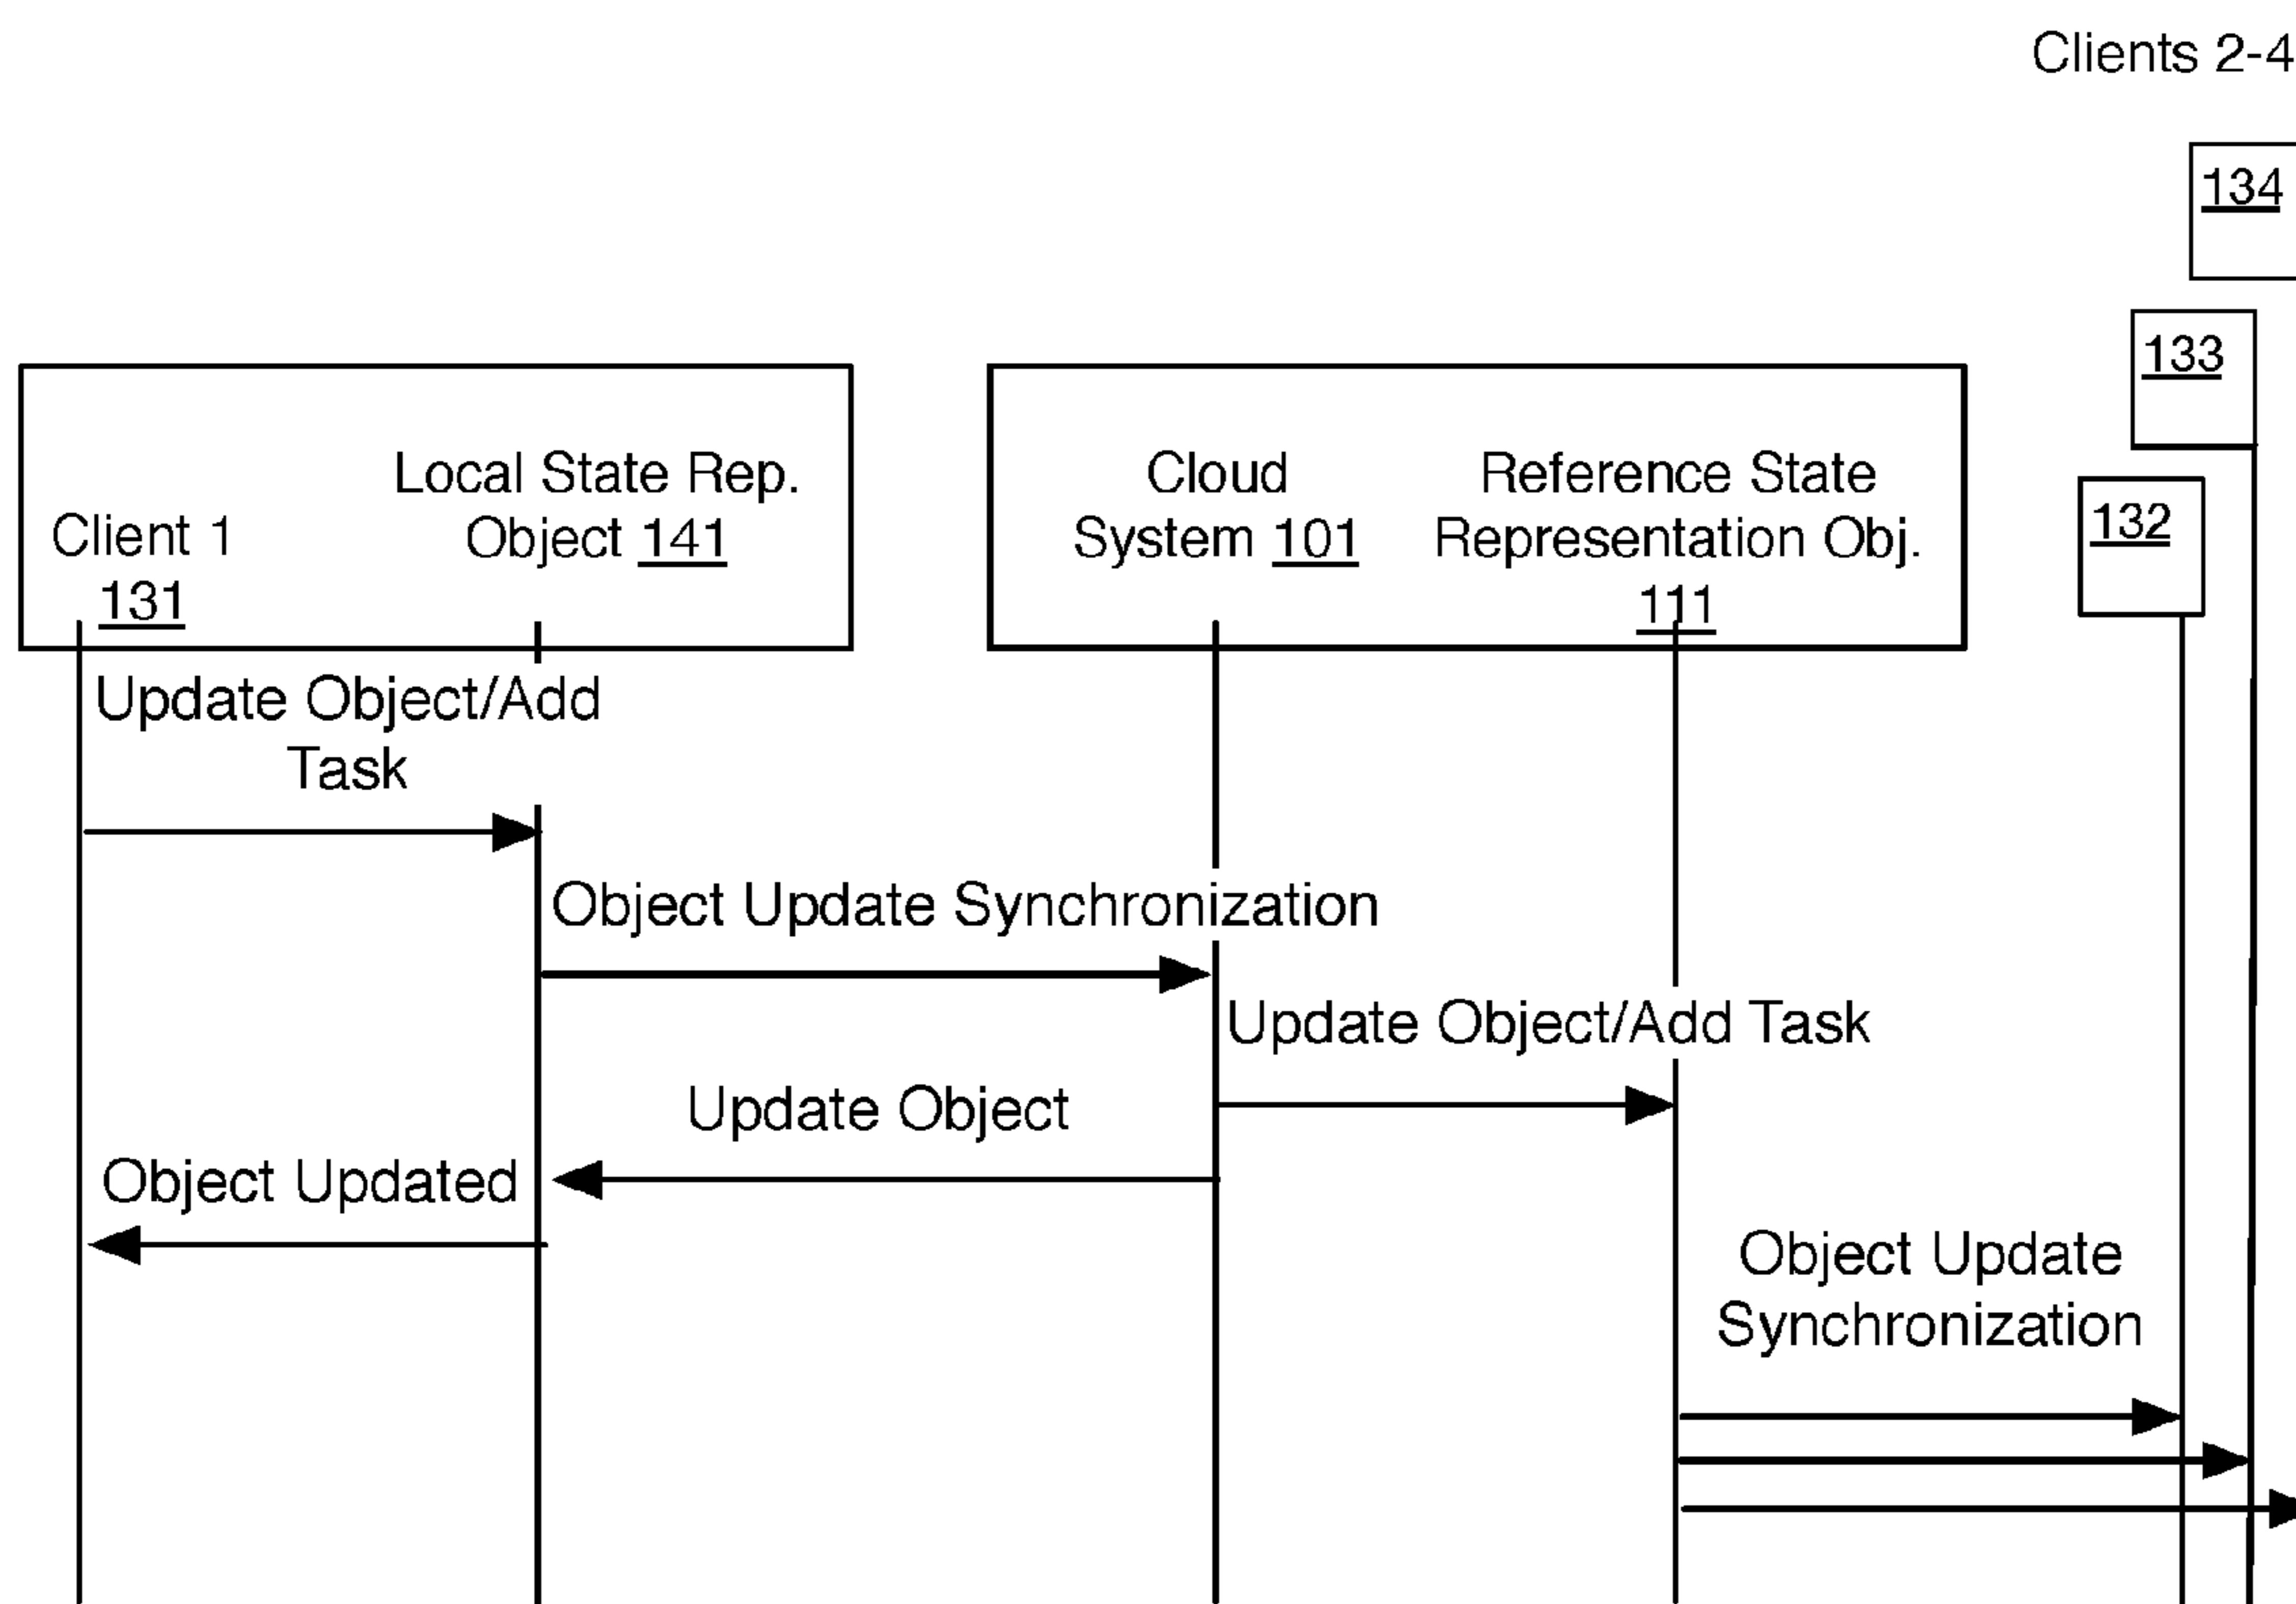 Clients 2-4
134
133
132
Client 1
131
Local State Rep.
Object 141
Cloud
System 101
Reference State
Representation Obj.
111
Update Object/Add
Task
Object Update Synchronization
Update Object/Add Task
Update Object
Object Updated
Object Update
Synchronization